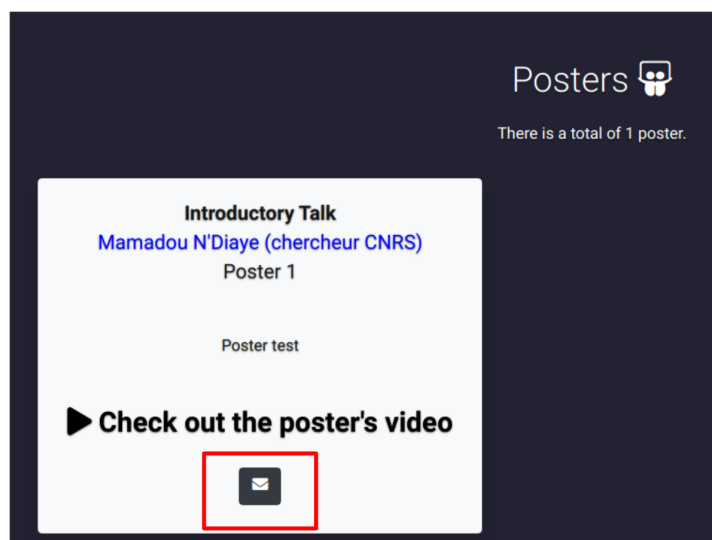 Posters
There is a total of 1 poster.
Introductory Talk
Mamadou N'Diaye (chercheur CNRS)
Poster 1
Poster test
Check out the poster's video